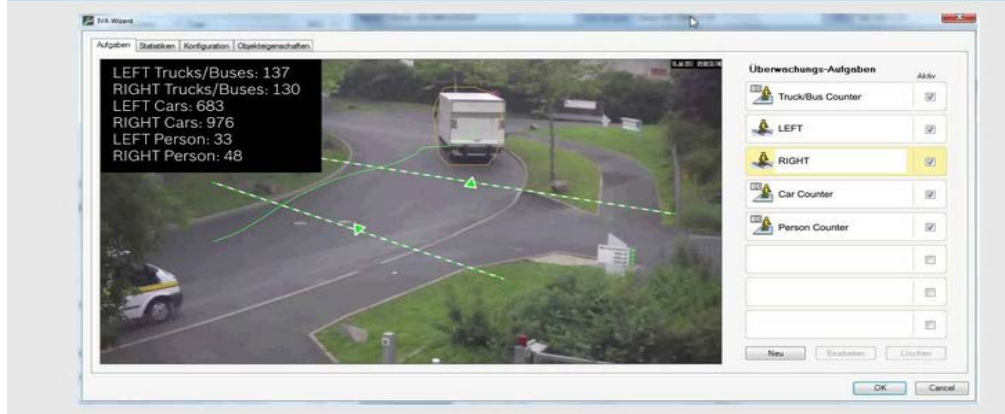 IVA Wizard
Aufgaben Statistiken Konfiguration Objekteigenschaften
LEFT Trucks/Buses: 137
RIGHT Trucks/Buses: 130
LEFT Cars: 683
RIGHT Cars: 976
LEFT Person: 33
RIGHT Person: 48
Überwachungs-Aufgaben
Aktiv
Truck/Bus Counter
LEFT
RIGHT
Car Counter
Person Counter
Neu Bearbeiten Löschen
OK Cancel